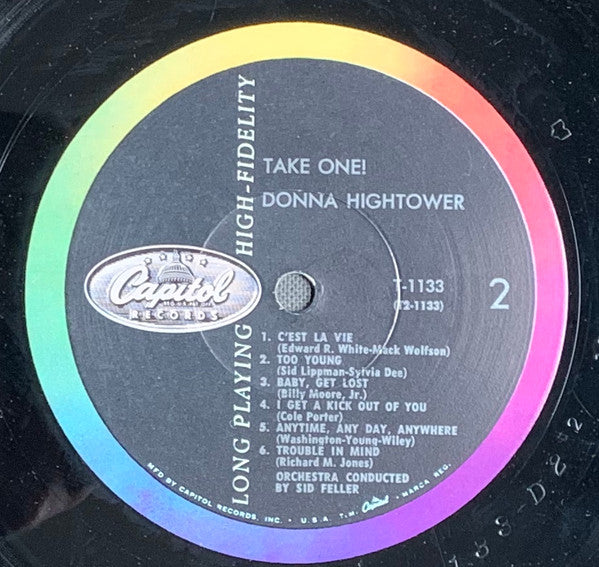 TAKE ONE!
DONNA HIGHTOWER
LONG PLAYING HIGH-FIDELITY
Capitol
RECORDS
T-1133
(T2-1133)
2
1. C'EST LA VIE
(Edward R. White-Mack Wolfson)
2. TOO YOUNG
(Sid Lippman-Sylvia Dee)
3. BABY, GET LOST
(Billy Moore, Jr.)
4. I GET A KICK OUT OF YOU
(Cole Porter)
5. ANYTIME, ANY DAY, ANYWHERE
(Washington-Young-Wiley)
6. TROUBLE IN MIND
(Richard M. Jones)
ORCHESTRA CONDUCTED
BY SID FELLER
MFD BY CAPITOL RECORDS, INC. • U.S.A. T.M. Capitol MARCA REG.